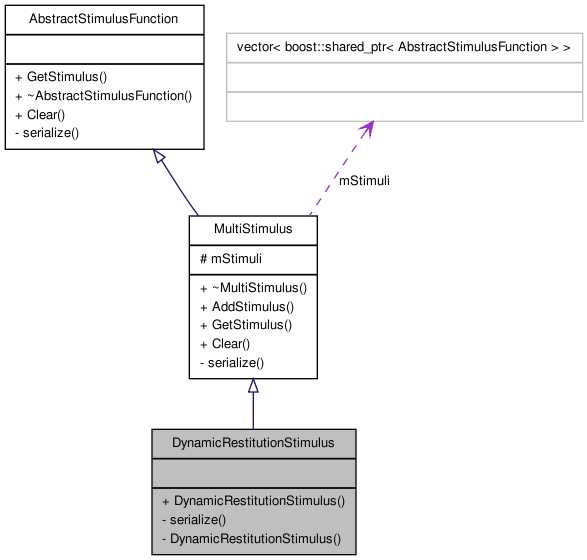 AbstractStimulusFunction
+ GetStimulus()
+ ~AbstractStimulusFunction()
+ Clear()
- serialize()
vector< boost::shared_ptr< AbstractStimulusFunction > >
mStimuli
MultiStimulus
# mStimuli
+ ~MultiStimulus()
+ AddStimulus()
+ GetStimulus()
+ Clear()
- serialize()
DynamicRestitutionStimulus
+ DynamicRestitutionStimulus()
- serialize()
- DynamicRestitutionStimulus()